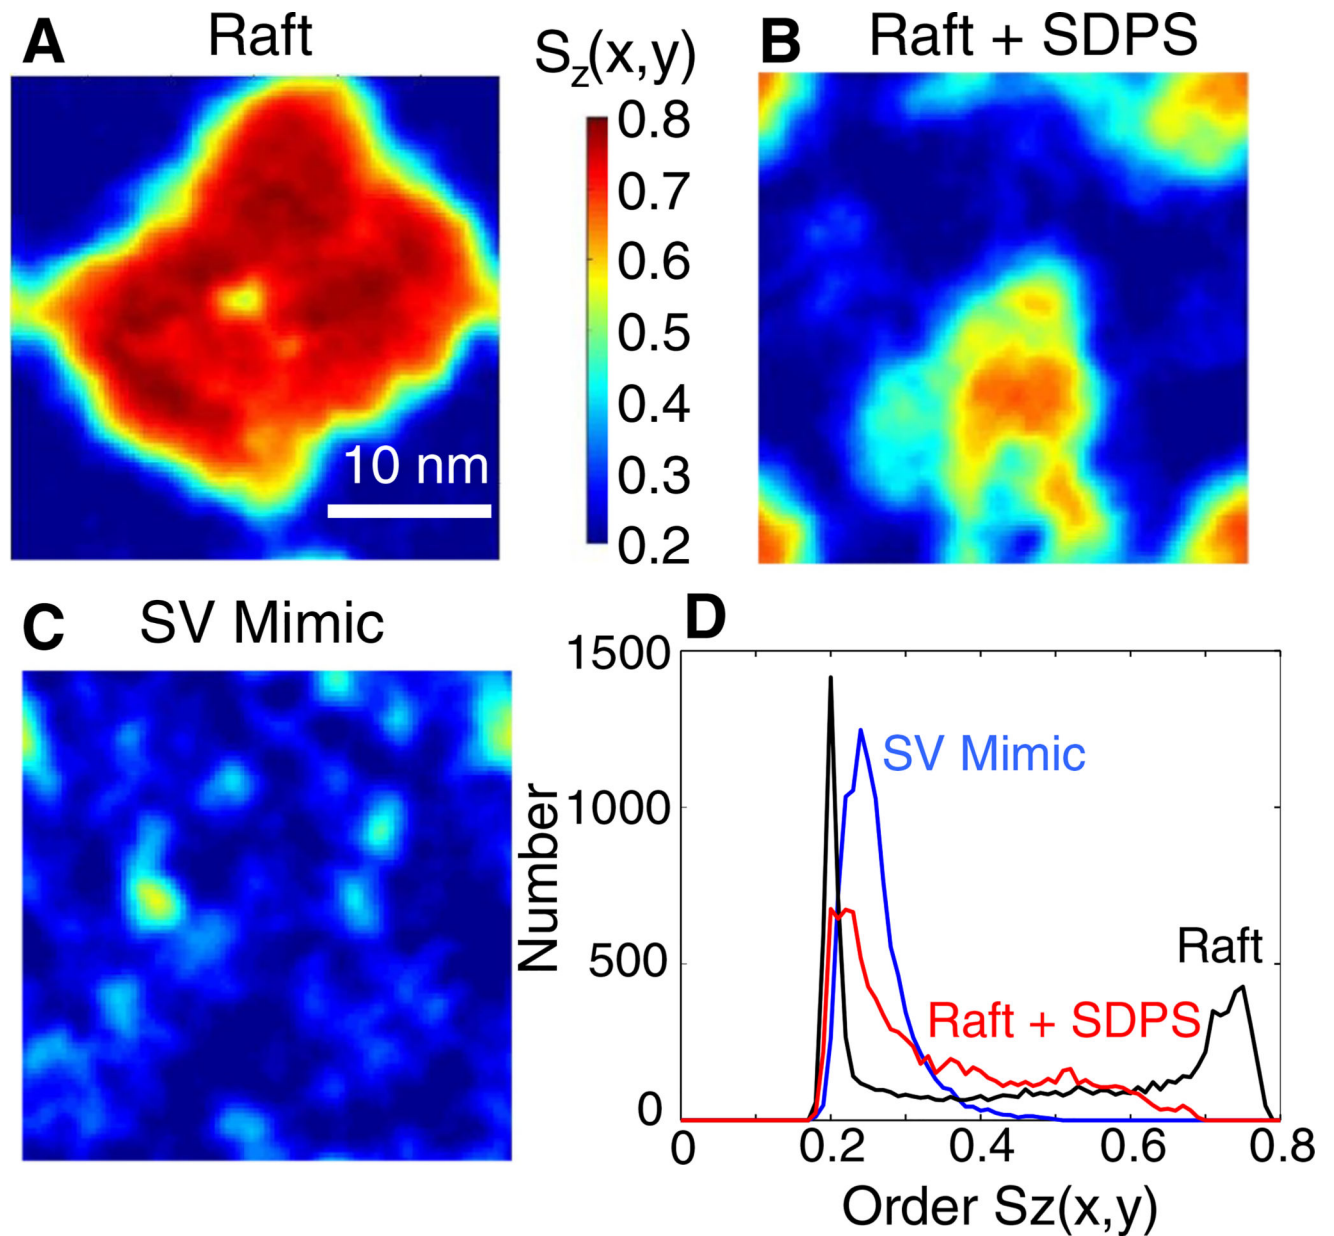 A Raft
S_z(x,y)
B Raft + SDPS
0.8
0.7
0.6
0.5
0.4
0.3
0.2
10 nm
C SV Mimic
D
1500
1000
500
0
Number
SV Mimic
Raft
Raft + SDPS
0 0.2 0.4 0.6 0.8
Order Sz(x,y)